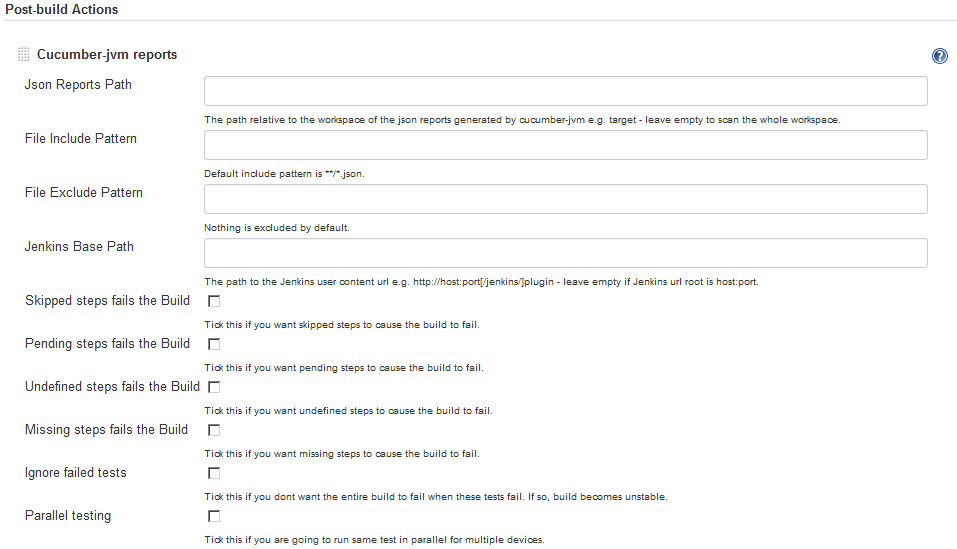 Post-build Actions
Cucumber-jvm reports
?
Json Reports Path
The path relative to the workspace of the json reports generated by cucumber-jvm e.g. target - leave empty to scan the whole workspace.
File Include Pattern
Default include pattern is **/*.json.
File Exclude Pattern
Nothing is excluded by default.
Jenkins Base Path
The path to the Jenkins user content url e.g. http://host:port[/jenkins/]plugin - leave empty if Jenkins url root is host:port.
Skipped steps fails the Build
Tick this if you want skipped steps to cause the build to fail.
Pending steps fails the Build
Tick this if you want pending steps to cause the build to fail.
Undefined steps fails the Build
Tick this if you want undefined steps to cause the build to fail.
Missing steps fails the Build
Tick this if you want missing steps to cause the build to fail.
Ignore failed tests
Tick this if you dont want the entire build to fail when these tests fail. If so, build becomes unstable.
Parallel testing
Tick this if you are going to run same test in parallel for multiple devices.